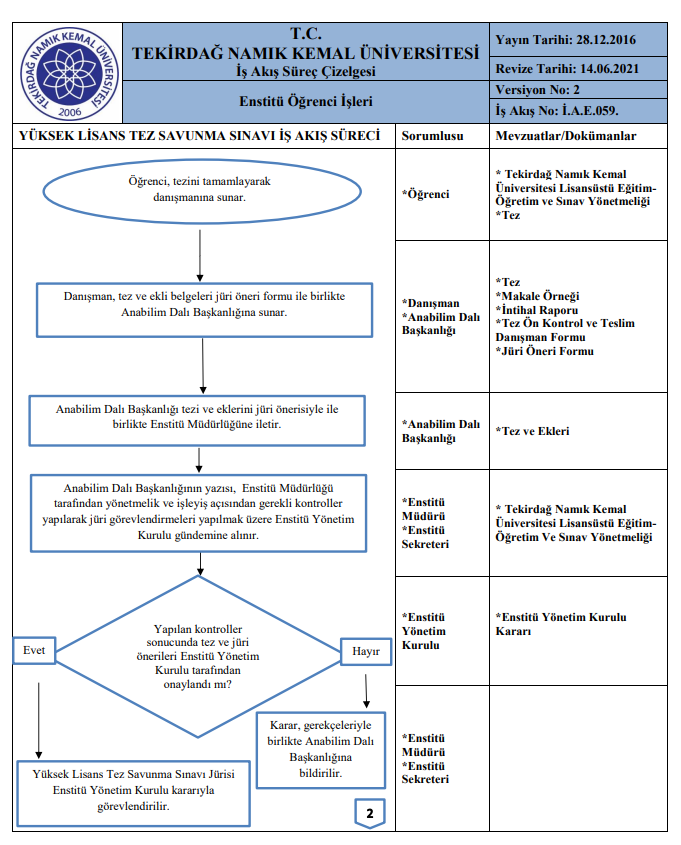 T.C.
TEKİRDAĞ NAMIK KEMAL ÜNİVERSİTESİ
İş Akış Süreç Çizelgesi
Enstitü Öğrenci İşleri
TEKİRDAĞ NAMIK KEMAL ÜNİVERSİTESİ
2006
Yayın Tarihi: 28.12.2016
Revize Tarihi: 14.06.2021
Versiyon No: 2
İş Akış No: İ.A.E.059.
YÜKSEK LİSANS TEZ SAVUNMA SINAVI İŞ AKIŞ SÜRECİ
Sorumlusu
Mevzuatlar/Dokümanlar
Öğrenci, tezini tamamlayarak
danışmanına sunar.
*Öğrenci
* Tekirdağ Namık Kemal
Üniversitesi Lisansüstü Eğitim-
Öğretim ve Sınav Yönetmeliği
*Tez
Danışman, tez ve ekli belgeleri jüri öneri formu ile birlikte
Anabilim Dalı Başkanlığına sunar.
*Danışman
*Anabilim Dalı
Başkanlığı
*Tez
*Makale Örneği
*İntihal Raporu
*Tez Ön Kontrol ve Teslim
Danışman Formu
*Jüri Öneri Formu
Anabilim Dalı Başkanlığı tezi ve eklerini jüri önerisiyle ile
birlikte Enstitü Müdürlüğüne iletir.
*Anabilim Dalı
Başkanlığı
*Tez ve Ekleri
Anabilim Dalı Başkanlığının yazısı, Enstitü Müdürlüğü
tarafından yönetmelik ve işleyiş açısından gerekli kontroller
yapılarak jüri görevlendirmeleri yapılmak üzere Enstitü Yönetim
Kurulu gündemine alınır.
*Enstitü
Müdürü
*Enstitü
Sekreteri
* Tekirdağ Namık Kemal
Üniversitesi Lisansüstü Eğitim-
Öğretim Ve Sınav Yönetmeliği
Yapılan kontroller
sonucunda tez ve jüri
önerileri Enstitü Yönetim
Kurulu tarafından
onaylandı mı?
Evet
Hayır
*Enstitü
Yönetim
Kurulu
*Enstitü Yönetim Kurulu
Kararı
Karar, gerekçeleriyle
birlikte Anabilim Dalı
Başkanlığına
bildirilir.
Yüksek Lisans Tez Savunma Sınavı Jürisi
Enstitü Yönetim Kurulu kararıyla
görevlendirilir.
*Enstitü
Müdürü
*Enstitü
Sekreteri
2